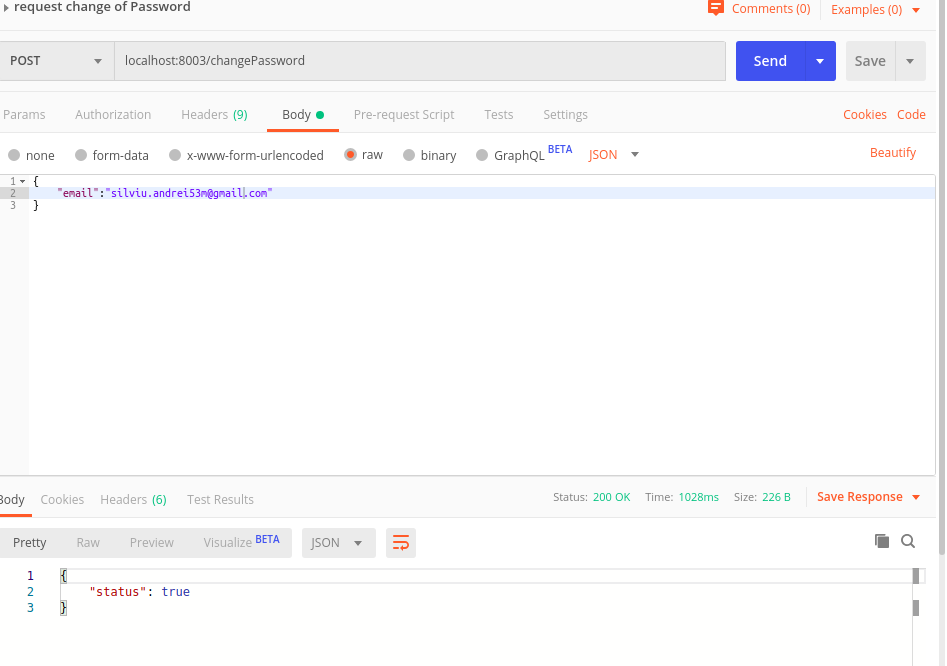 request change of Password
Comments (0)
Examples (0)
POST
localhost:8003/changePassword
Send
Save
Params
Authorization
Headers (9)
Body
Pre-request Script
Tests
Settings
Cookies
Code
none
form-data
x-www-form-urlencoded
raw
binary
GraphQL BETA
JSON
Beautify
1 {
2 "email":"silviu.andrei53m@gmail.com"
3 }
Body
Cookies
Headers (6)
Test Results
Status: 200 OK
Time: 1028ms
Size: 226 B
Save Response
Pretty
Raw
Preview
Visualize BETA
JSON
1 {
2 "status": true
3 }